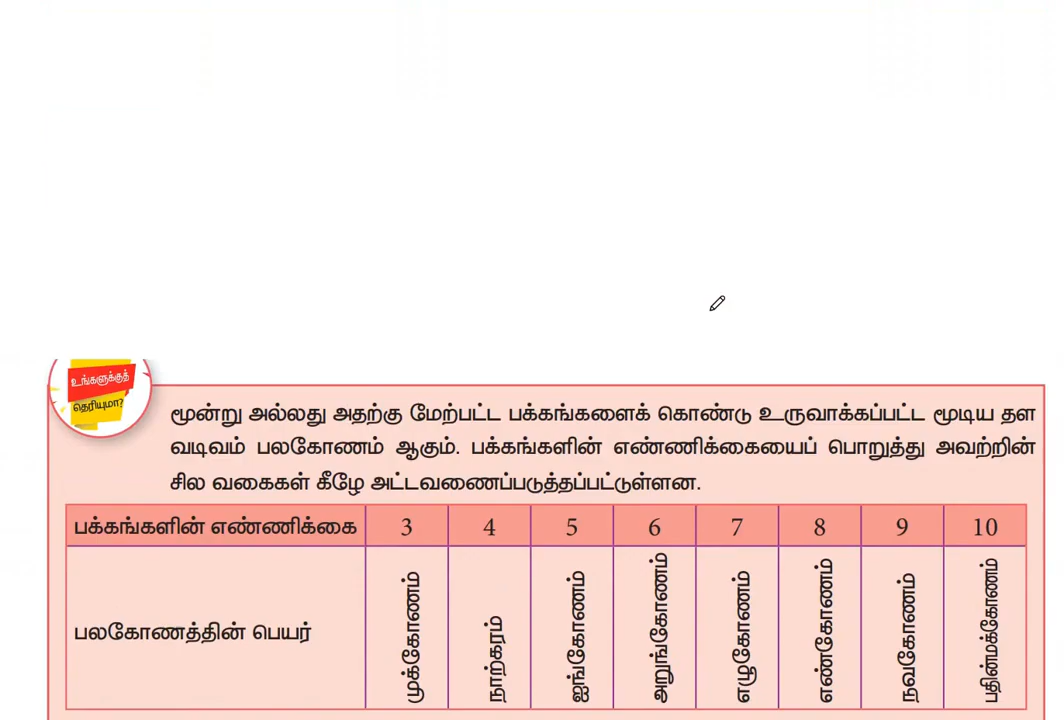 உங்களுக்குத்
தெரியுமா?
மூன்று அல்லது அதற்கு மேற்பட்ட பக்கங்களைக் கொண்டு உருவாக்கப்பட்ட மூடிய தள
வடிவம் பலகோணம் ஆகும். பக்கங்களின் எண்ணிக்கையைப் பொறுத்து அவற்றின்
சில வகைகள் கீழே அட்டவணைப்படுத்தப்பட்டுள்ளன.
பக்கங்களின் எண்ணிக்கை 3 4 5 6 7 8 9 10
பலகோணத்தின் பெயர் முக்கோணம் நாற்கரம் ஐங்கோணம் அறுங்கோணம் எழுகோணம் எண்கோணம் நவகோணம் பதின்மக்கோணம்